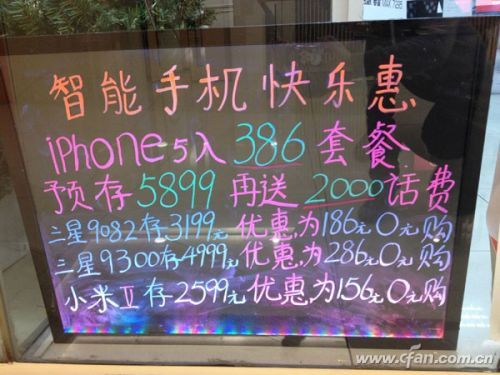 智能手机快乐惠
iPhone5入386套餐
预存5899再送2000话费
三星9082存3199元优惠,为186元0元购
三星9300存4999元优惠,为286元0元购
小米Ⅱ存2599元优惠,为156元0元购
www.cfan.com.cn